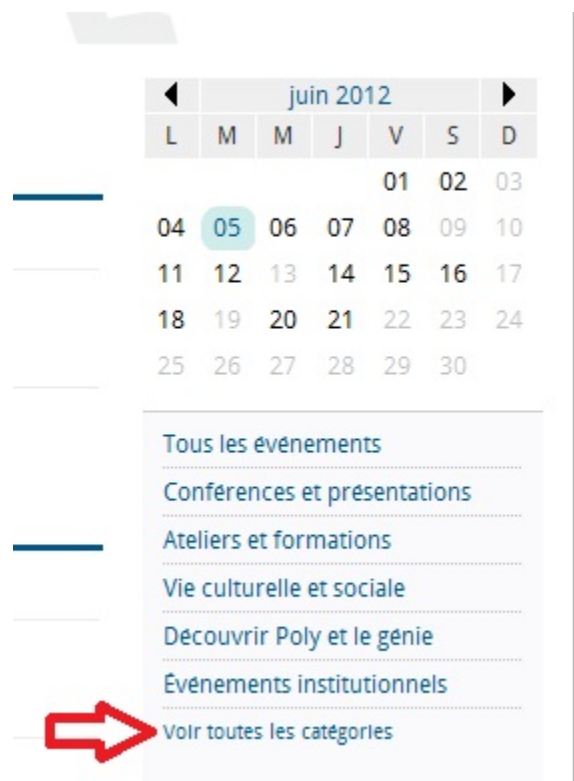 juin 2012
L M M J V S D
01 02 03
04 05 06 07 08 09 10
11 12 13 14 15 16 17
18 19 20 21 22 23 24
25 26 27 28 29 30
Tous les événements
Conférences et présentations
Ateliers et formations
Vie culturelle et sociale
Découvrir Poly et le génie
Événements institutionnels
Voir toutes les catégories